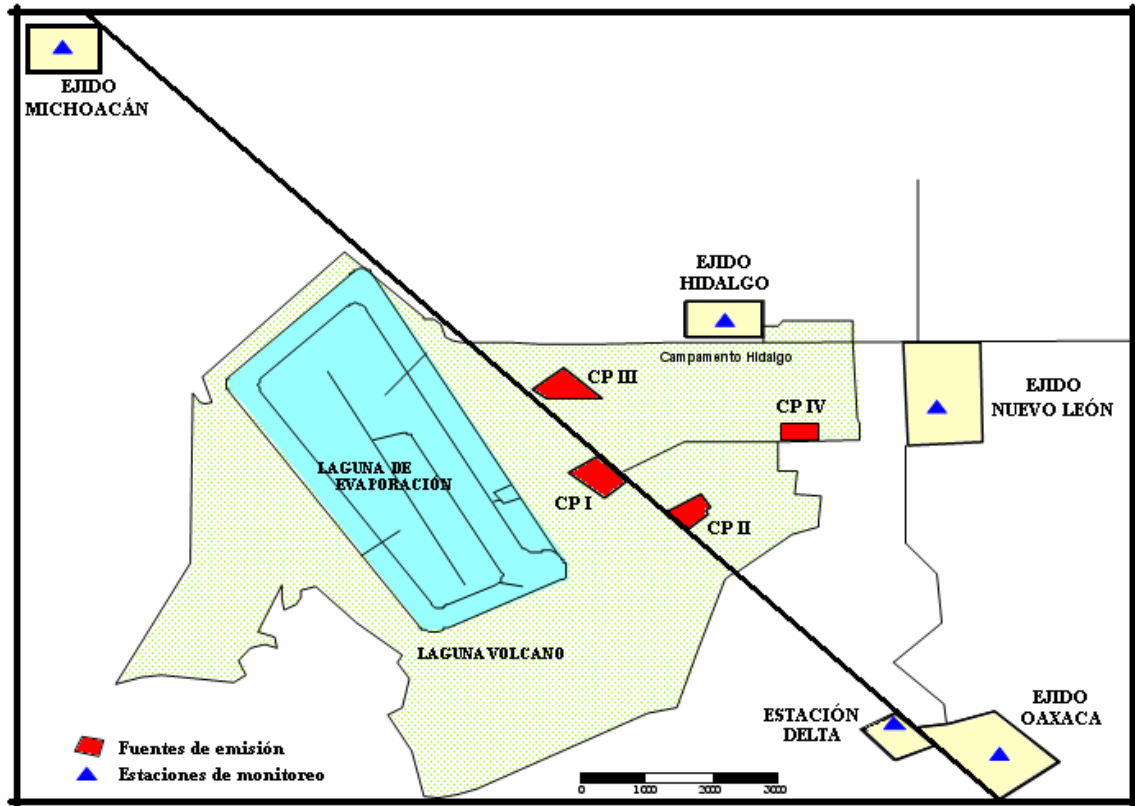 EJIDO
MICHOACÁN
EJIDO
HIDALGO
Campamento Hidalgo
CP III
CP IV
EJIDO
NUEVO LEÓN
LAGUNA DE
EVAPORACIÓN
CP I
CP II
LAGUNA VOLCANO
ESTACIÓN
DELTA
EJIDO
OAXACA
Fuentes de emisión
Estaciones de monitoreo
0 1000 2000 3000